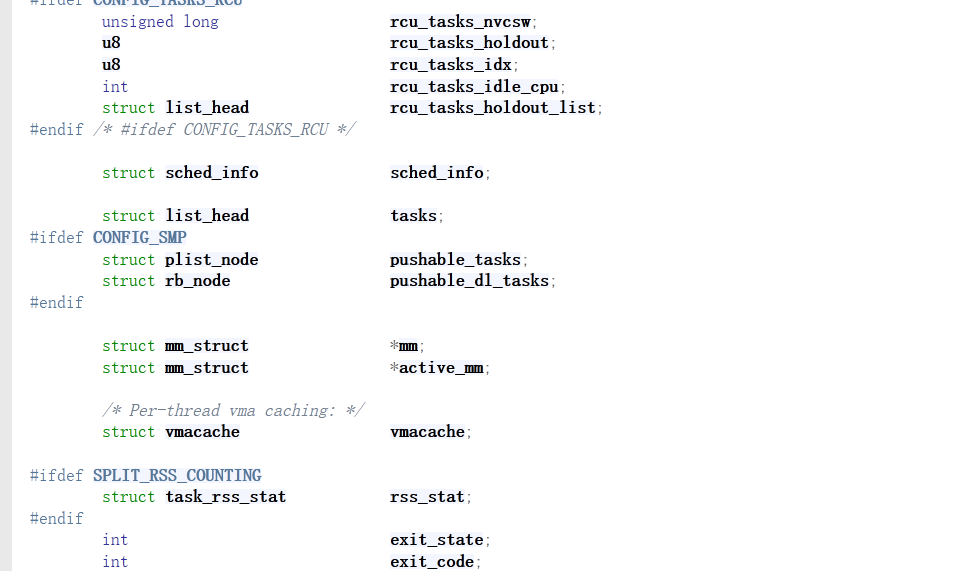 #ifdef CONFIG_TASKS_RCU
unsigned long rcu_tasks_nvcsw;
u8 rcu_tasks_holdout;
u8 rcu_tasks_idx;
int rcu_tasks_idle_cpu;
struct list_head rcu_tasks_holdout_list;
#endif /* #ifdef CONFIG_TASKS_RCU */
struct sched_info sched_info;
struct list_head tasks;
#ifdef CONFIG_SMP
struct plist_node pushable_tasks;
struct rb_node pushable_dl_tasks;
#endif
struct mm_struct *mm;
struct mm_struct *active_mm;
/* Per-thread vma caching: */
struct vmacache vmacache;
#ifdef SPLIT_RSS_COUNTING
struct task_rss_stat rss_stat;
#endif
int exit_state;
int exit_code;